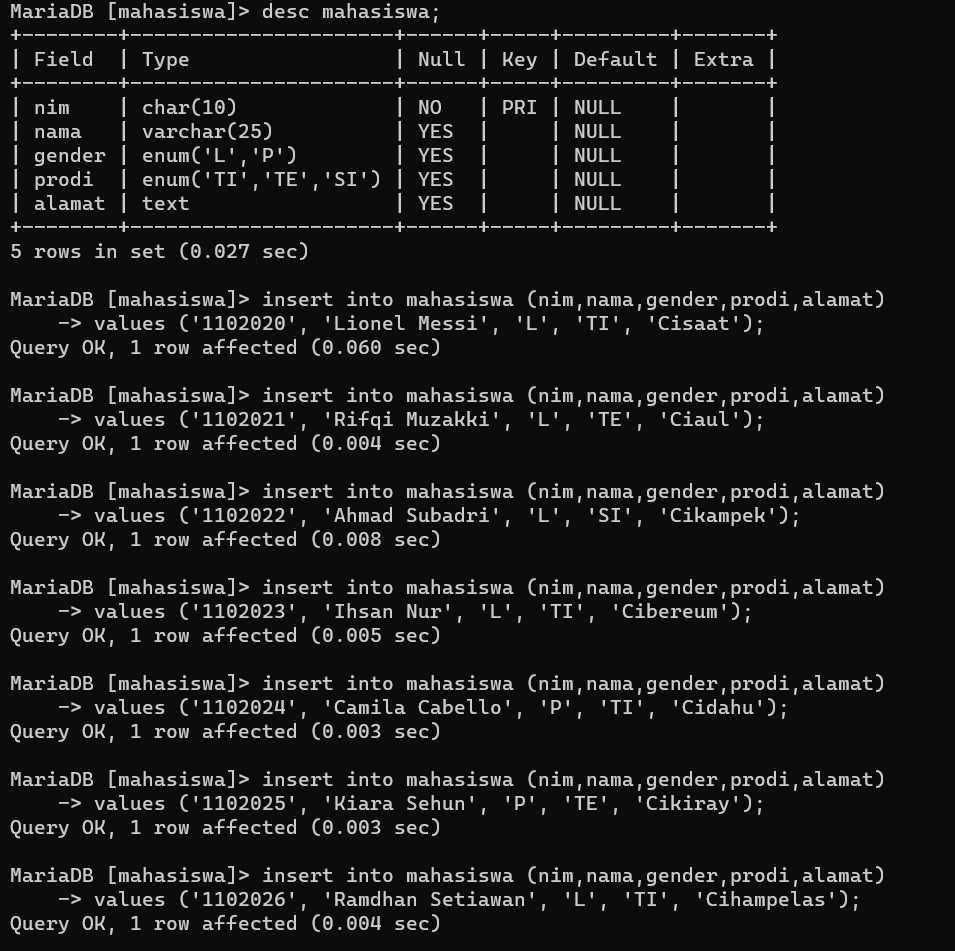 MariaDB [mahasiswa]> desc mahasiswa;
+---------+----------------------+------+-----+---------+-------+
| Field   | Type                 | Null | Key | Default | Extra |
+---------+----------------------+------+-----+---------+-------+
| nim     | char(10)             | NO   | PRI | NULL    |       |
| nama    | varchar(25)          | YES  |     | NULL    |       |
| gender  | enum('L','P')        | YES  |     | NULL    |       |
| prodi   | enum('TI','TE','SI') | YES  |     | NULL    |       |
| alamat  | text                 | YES  |     | NULL    |       |
+---------+----------------------+------+-----+---------+-------+
5 rows in set (0.027 sec)
MariaDB [mahasiswa]> insert into mahasiswa (nim,nama,gender,prodi,alamat)
    -> values ('1102020', 'Lionel Messi', 'L', 'TI', 'Cisaat');
Query OK, 1 row affected (0.060 sec)
MariaDB [mahasiswa]> insert into mahasiswa (nim,nama,gender,prodi,alamat)
    -> values ('1102021', 'Rifqi Muzakki', 'L', 'TE', 'Ciaul');
Query OK, 1 row affected (0.004 sec)
MariaDB [mahasiswa]> insert into mahasiswa (nim,nama,gender,prodi,alamat)
    -> values ('1102022', 'Ahmad Subadri', 'L', 'SI', 'Cikampek');
Query OK, 1 row affected (0.008 sec)
MariaDB [mahasiswa]> insert into mahasiswa (nim,nama,gender,prodi,alamat)
    -> values ('1102023', 'Ihsan Nur', 'L', 'TI', 'Cibereum');
Query OK, 1 row affected (0.005 sec)
MariaDB [mahasiswa]> insert into mahasiswa (nim,nama,gender,prodi,alamat)
    -> values ('1102024', 'Camila Cabello', 'P', 'TI', 'Cidahu');
Query OK, 1 row affected (0.003 sec)
MariaDB [mahasiswa]> insert into mahasiswa (nim,nama,gender,prodi,alamat)
    -> values ('1102025', 'Kiara Sehun', 'P', 'TE', 'Cikiray');
Query OK, 1 row affected (0.003 sec)
MariaDB [mahasiswa]> insert into mahasiswa (nim,nama,gender,prodi,alamat)
    -> values ('1102026', 'Ramdhan Setiawan', 'L', 'TI', 'Cihampelas');
Query OK, 1 row affected (0.004 sec)